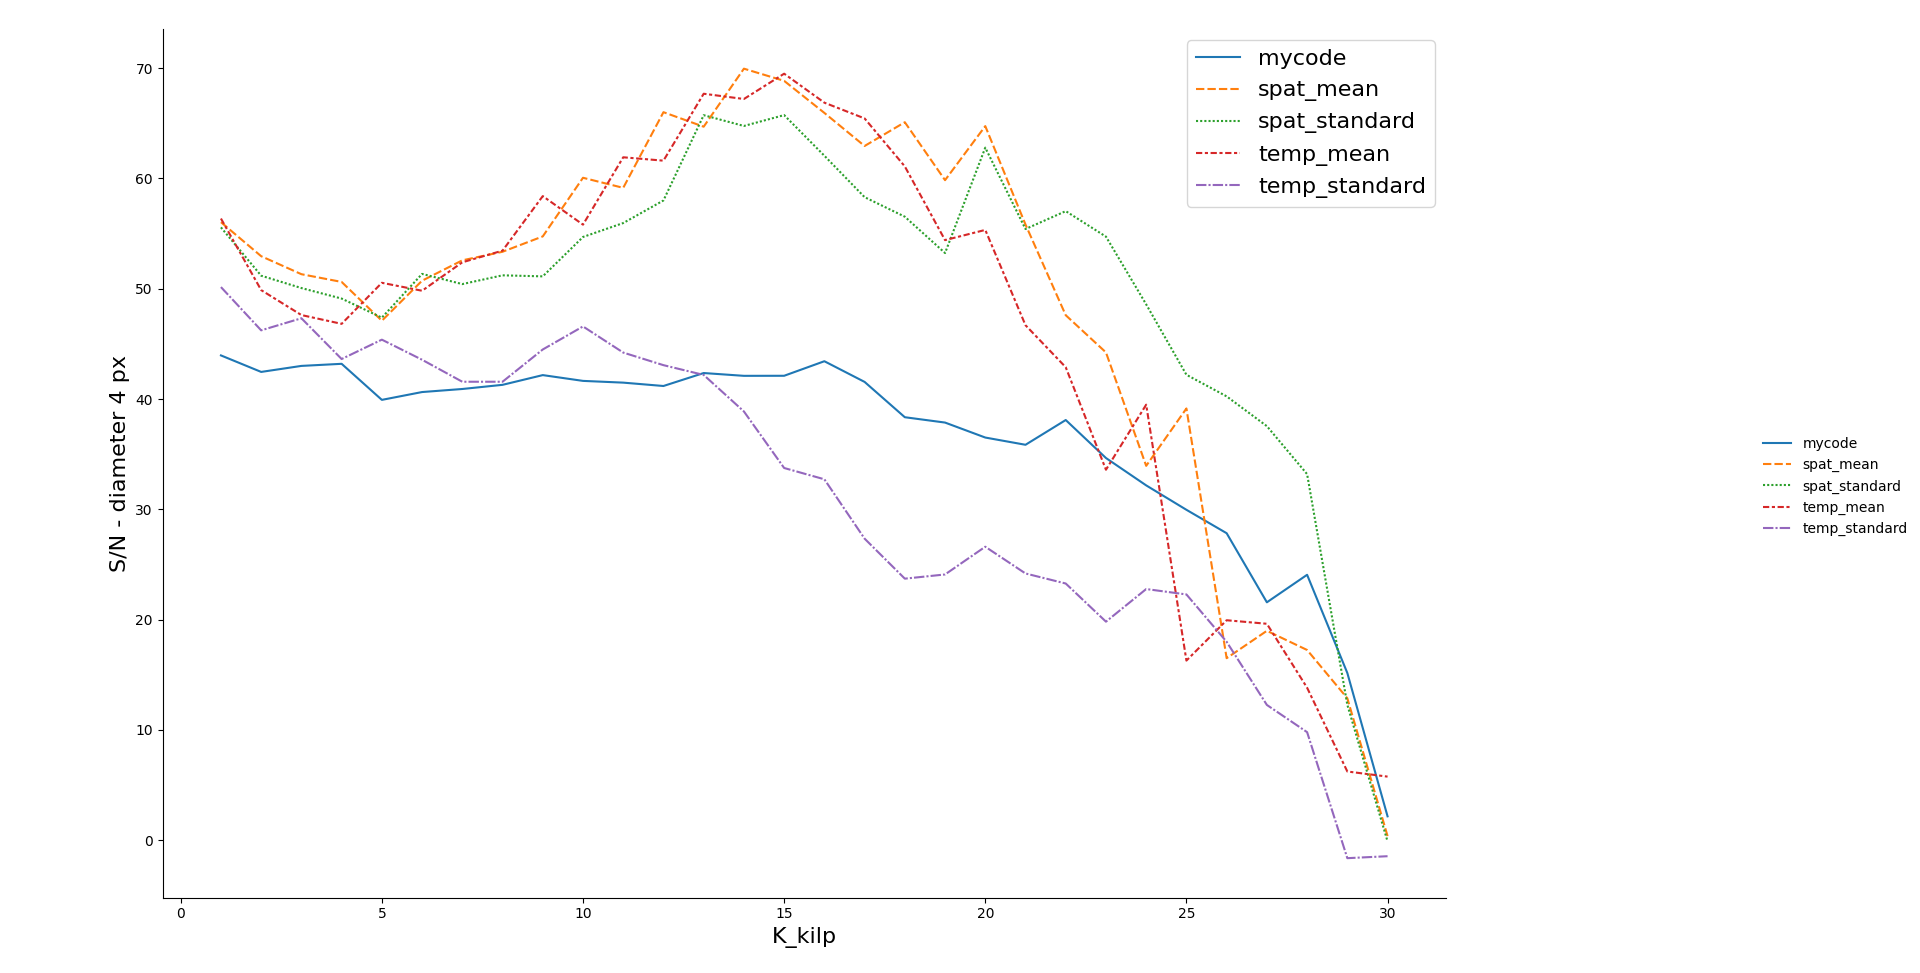 70
60
50
40
30
20
10
0
S/N - diameter 4 px
0 5 10 15 20 25 30
K_kilp
mycode
spat_mean
spat_standard
temp_mean
temp_standard
mycode
spat_mean
spat_standard
temp_mean
temp_standard